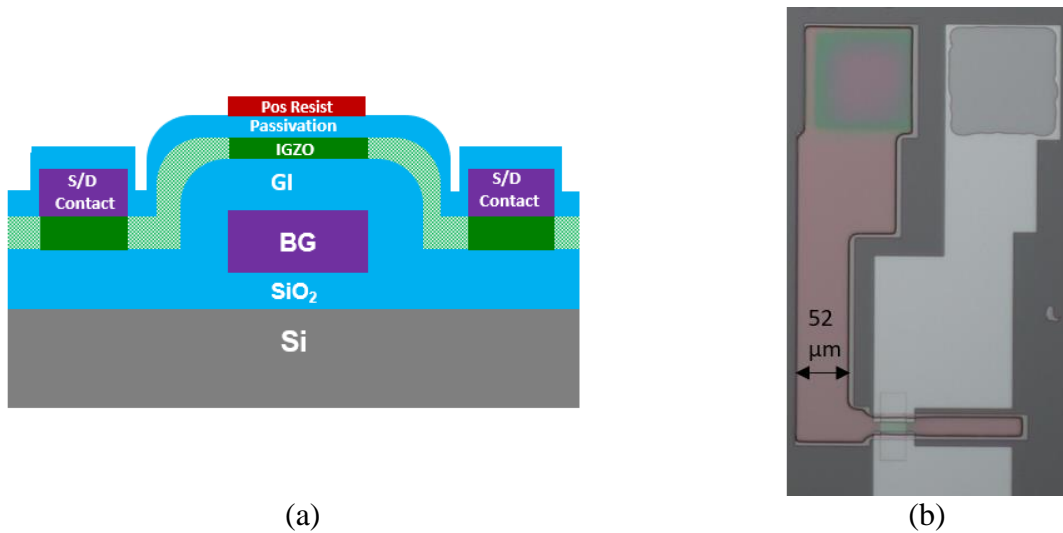 Pos Resist
Passivation
IGZO
S/D
Contact
GI
S/D
Contact
BG
SiO₂
Si
52
μm
(a)
(b)